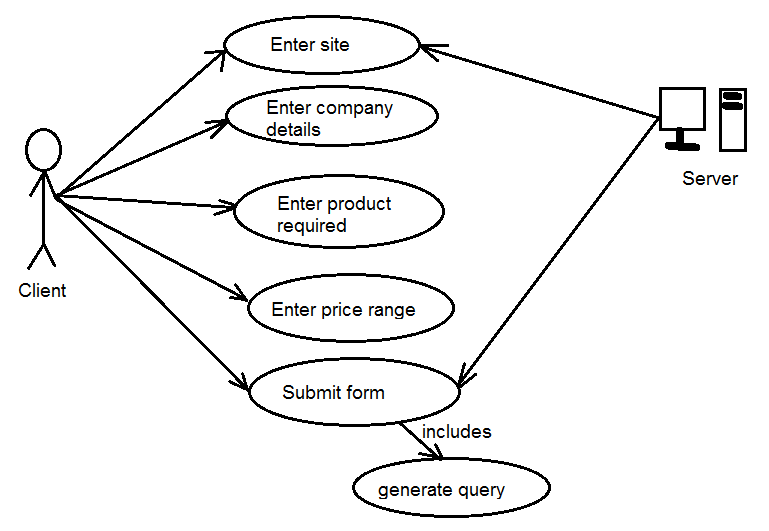 Enter site
Enter company
details
Server
Enter product
required
Client
Enter price range
Submit form
includes
generate query